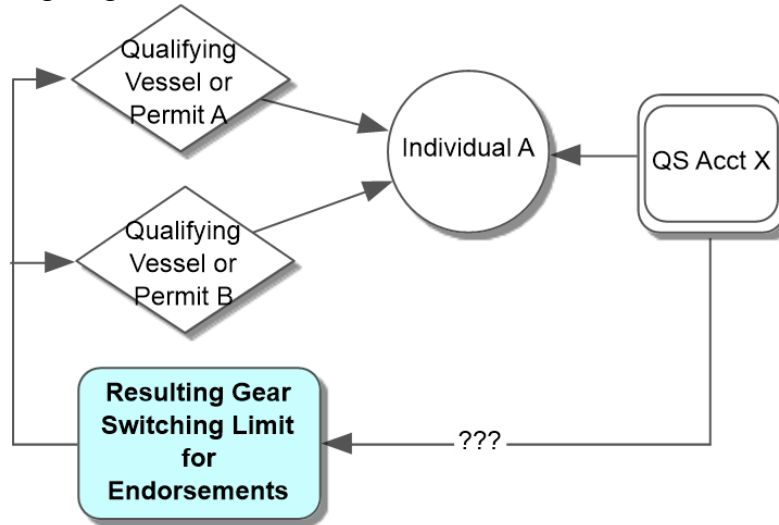 Qualifying
Vessel or
Permit A
Individual A
QS Acct X
Qualifying
Vessel or
Permit B
Resulting Gear
Switching Limit
for
Endorsements
???